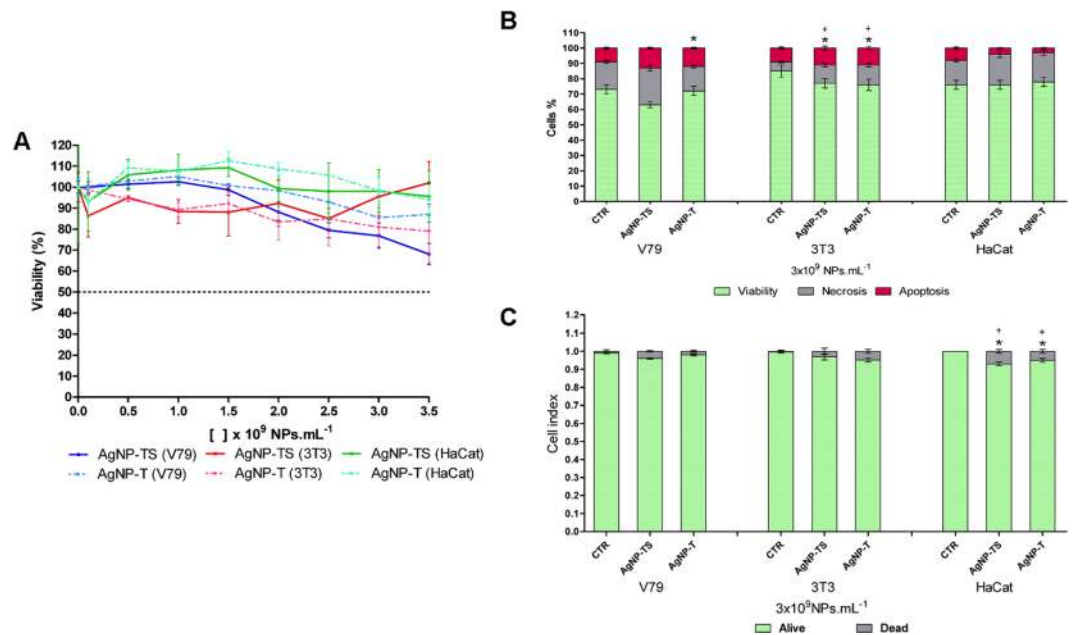 A
Viability (%)
120
110
100
90
80
70
60
50
40
30
20
10
0
0.0 0.5 1.0 1.5 2.0 2.5 3.0 3.5
[ ] x 10⁹ NPs.mL⁻¹
AgNP-TS (V79) AgNP-TS (3T3) AgNP-TS (HaCat)
AgNP-T (V79) AgNP-T (3T3) AgNP-T (HaCat)
B
+ +
* * *
Cells %
110
100
90
80
70
60
50
40
30
20
10
0
CTR AgNP-TS AgNP-T CTR AgNP-TS AgNP-T CTR AgNP-TS AgNP-T
V79 3T3 HaCat
3x10⁹ NPs.mL⁻¹
Viability Necrosis Apoptosis
C
+ +
* *
Cell index
1.2
1.1
1.0
0.9
0.8
0.7
0.6
0.5
0.4
0.3
0.2
0.1
0.0
CTR AgNP-TS AgNP-T CTR AgNP-TS AgNP-T CTR AgNP-TS AgNP-T
V79 3T3 HaCat
3x10⁹NPs.mL⁻¹
Alive Dead